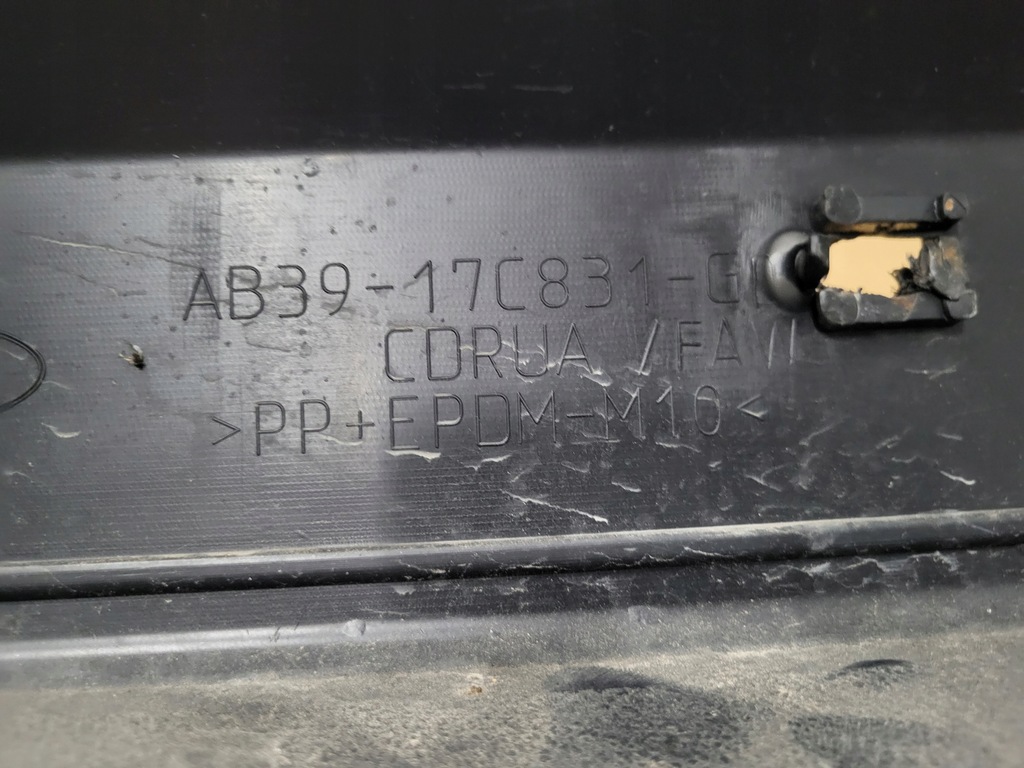 AB39-17C831-G
CDRUA
>PP+EPDM-M10<